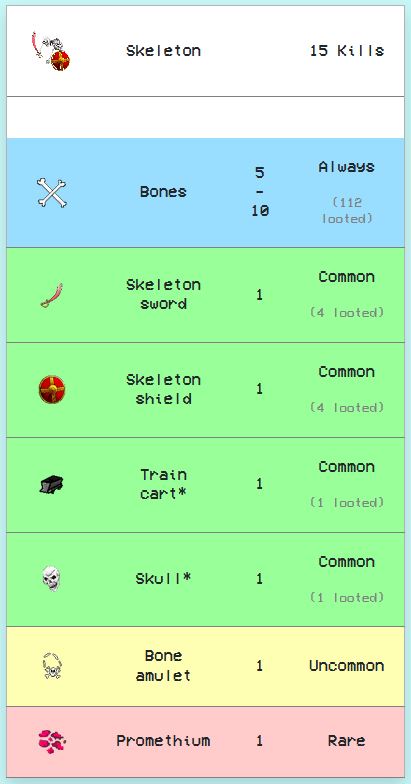 Skeleton 15 Kills
Bones 5 - 10 Always
(112 looted)
Skeleton sword 1 Common
(4 looted)
Skeleton shield 1 Common
(4 looted)
Train cart* 1 Common
(1 looted)
Skull* 1 Common
(1 looted)
Bone amulet 1 Uncommon
Promethium 1 Rare